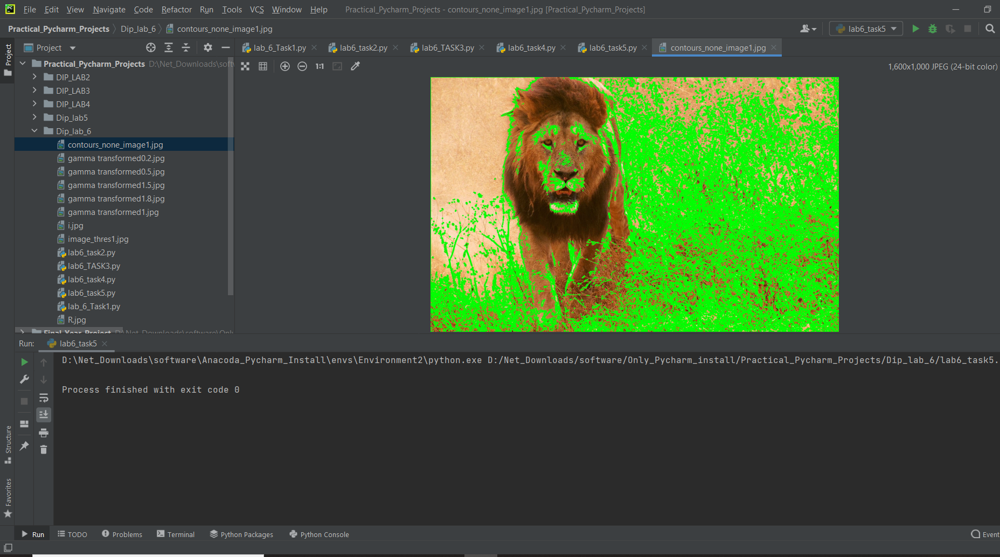 PC File Edit View Navigate Code Refactor Run Tools VCS Window Help Practical_Pycharm_Projects - contours_none_image1.jpg [Practical_Pycharm_Projects]
Practical_Pycharm_Projects Dip_lab_6 contours_none_image1.jpg lab6_task5
Project
Project
lab_6_Task1.py lab6_task2.py lab6_TASK3.py lab6_task4.py lab6_task5.py contours_none_image1.jpg
1:1 1,600x1,000 JPEG (24-bit color)
Practical_Pycharm_Projects D:\Net_Downloads\softw
DIP_LAB2
DIP_LAB3
DIP_LAB4
Dip_lab5
Dip_lab_6
contours_none_image1.jpg
gamma transformed0.2.jpg
gamma transformed0.5.jpg
gamma transformed1.5.jpg
gamma transformed1.8.jpg
gamma transformed1.jpg
i.jpg
image_thres1.jpg
lab6_task2.py
lab6_TASK3.py
lab6_task4.py
lab6_task5.py
lab_6_Task1.py
R.jpg
Final_Year_Project D:\Net_Downloads\software\Only
Run: lab6_task5
D:\Net_Downloads\software\Anacoda_Pycharm_Install\envs\Environment2\python.exe D:/Net_Downloads/software/Only_Pycharm_install/Practical_Pycharm_Projects/Dip_lab_6/lab6_task5.
Process finished with exit code 0
Structure
Favorites
Run TODO Problems Terminal Python Packages Python Console Event